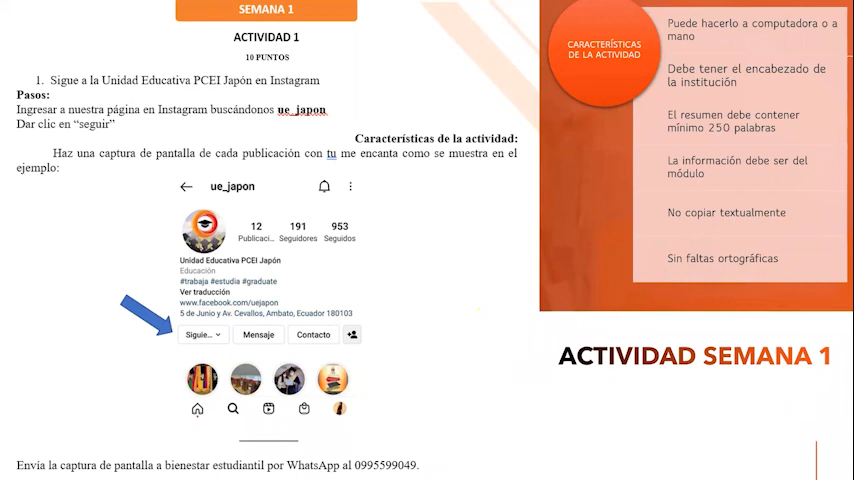 SEMANA 1
ACTIVIDAD 1
10 PUNTOS
1. Sigue a la Unidad Educativa PCEI Japón en Instagram
Pasos:
Ingresar a nuestra página en Instagram buscándonos ue_japon
Dar clic en “seguir”
Características de la actividad:
Haz una captura de pantalla de cada publicación con tu me encanta como se muestra en el
ejemplo:
ue_japon
12 191 953
Publicaci... Seguidores Seguidos
Unidad Educativa PCEI Japón
Educación
#trabaja #estudia #graduate
Ver traducción
www.facebook.com/uejapon
5 de Junio y Av. Cevallos, Ambato, Ecuador 180103
Siguie... Mensaje Contacto
Envía la captura de pantalla a bienestar estudiantil por WhatsApp al 0995599049.
CARACTERÍSTICAS
DE LA ACTIVIDAD
Puede hacerlo a computadora o a
mano
Debe tener el encabezado de
la institución
El resumen debe contener
mínimo 250 palabras
La información debe ser del
módulo
No copiar textualmente
Sin faltas ortográficas
ACTIVIDAD SEMANA 1